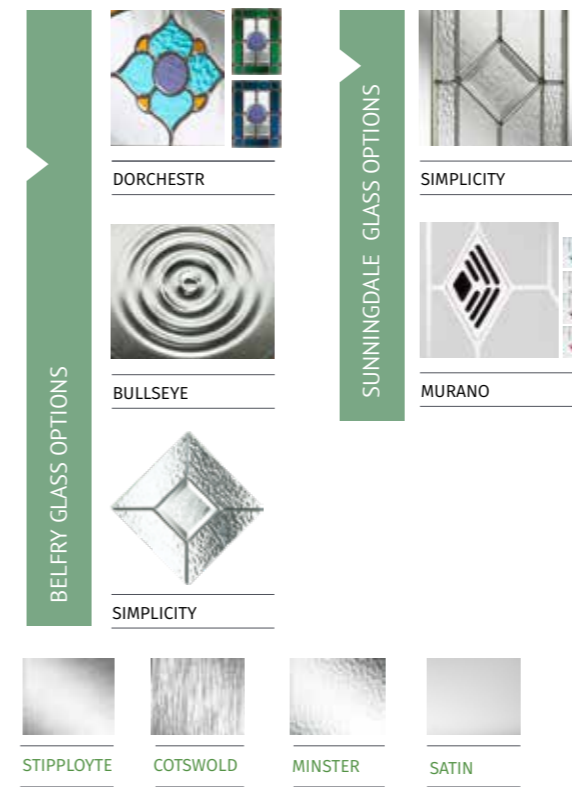 BELFRY GLASS OPTIONS
DORCHESTR
BULLSEYE
SIMPLICITY
SUNNINGDALE GLASS OPTIONS
SIMPLICITY
MURANO
STIPPLOYTE
COTSWOLD
MINSTER
SATIN